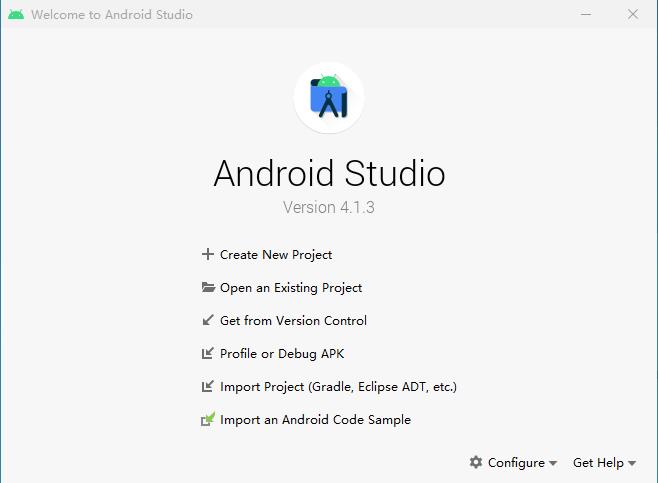 Welcome to Android Studio
Android Studio
Version 4.1.3
Create New Project
Open an Existing Project
Get from Version Control
Profile or Debug APK
Import Project (Gradle, Eclipse ADT, etc.)
Import an Android Code Sample
Configure Get Help